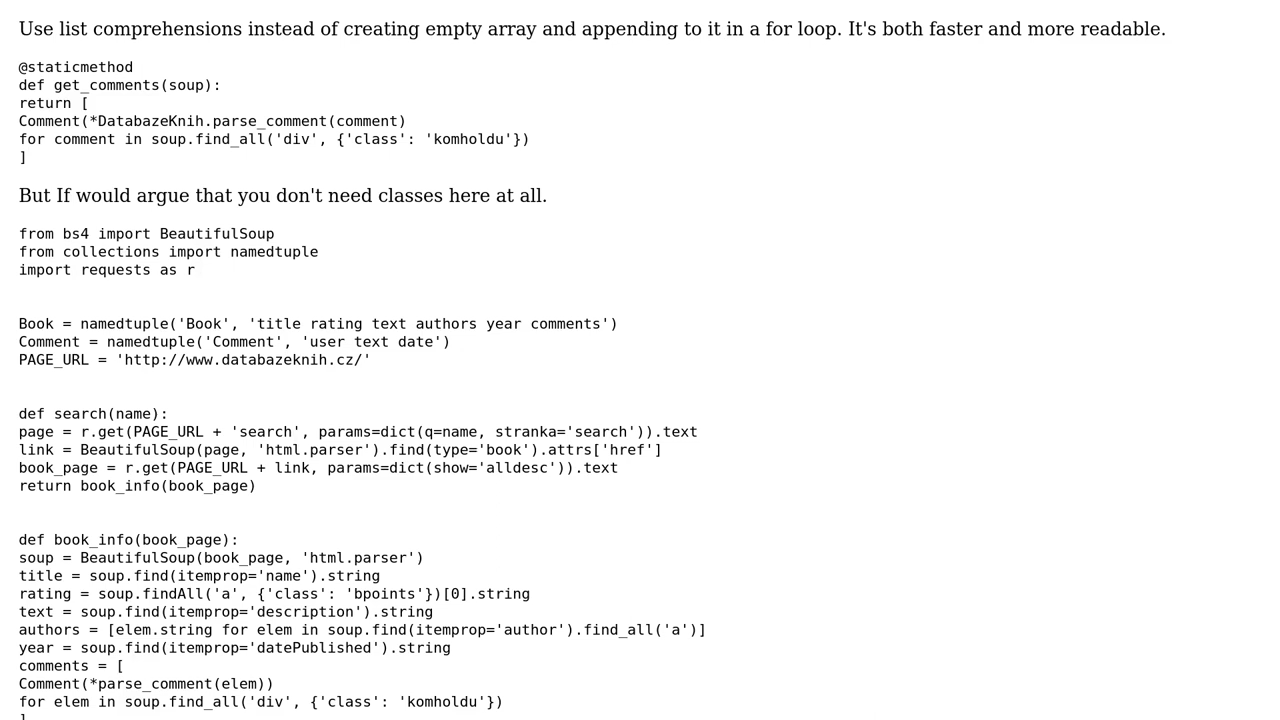 Use list comprehensions instead of creating empty array and appending to it in a for loop. It's both faster and more readable.
@staticmethod
def get_comments(soup):
return [
Comment(*DatabazeKnih.parse_comment(comment)
for comment in soup.find_all('div', {'class': 'komholdu'})
]
But If would argue that you don't need classes here at all.
from bs4 import BeautifulSoup
from collections import namedtuple
import requests as r
Book = namedtuple('Book', 'title rating text authors year comments')
Comment = namedtuple('Comment', 'user text date')
PAGE_URL = 'http://www.databazeknih.cz/'
def search(name):
page = r.get(PAGE_URL + 'search', params=dict(q=name, stranka='search')).text
link = BeautifulSoup(page, 'html.parser').find(type='book').attrs['href']
book_page = r.get(PAGE_URL + link, params=dict(show='alldesc')).text
return book_info(book_page)
def book_info(book_page):
soup = BeautifulSoup(book_page, 'html.parser')
title = soup.find(itemprop='name').string
rating = soup.findAll('a', {'class': 'bpoints'})[0].string
text = soup.find(itemprop='description').string
authors = [elem.string for elem in soup.find(itemprop='author').find_all('a')]
year = soup.find(itemprop='datePublished').string
comments = [
Comment(*parse_comment(elem))
for elem in soup.find_all('div', {'class': 'komholdu'})
]